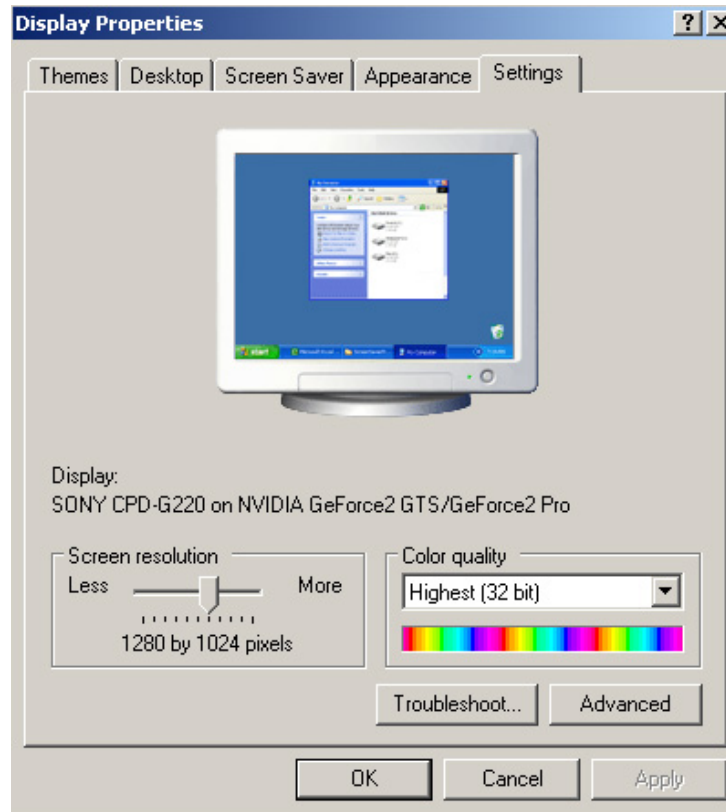 Display Properties
Themes Desktop Screen Saver Appearance Settings
start
Display:
SONY CPD-G220 on NVIDIA GeForce2 GTS/GeForce2 Pro
Screen resolution
Less More
1280 by 1024 pixels
Color quality
Highest (32 bit)
Troubleshoot... Advanced
OK Cancel Apply